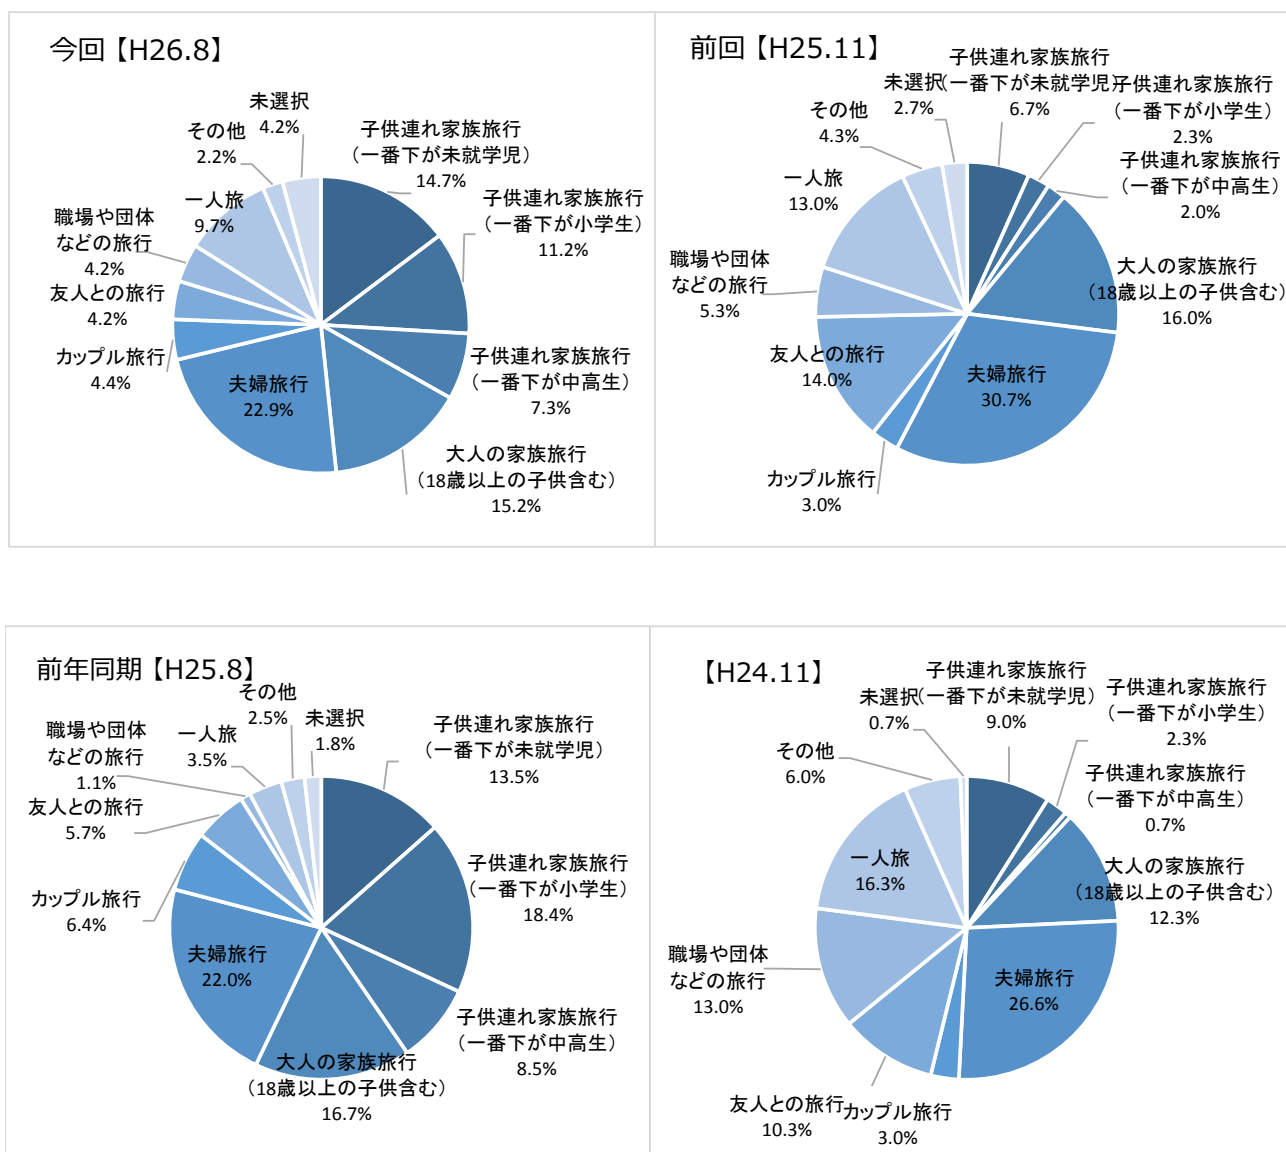 今回【H26.8】
未選択
4.2%
その他
2.2%
子供連れ家族旅行
（一番下が未就学児）
14.7%
子供連れ家族旅行
（一番下が小学生）
11.2%
子供連れ家族旅行
（一番下が中高生）
7.3%
大人の家族旅行
（18歳以上の子供含む）
15.2%
夫婦旅行
22.9%
カップル旅行
4.4%
友人との旅行
4.2%
職場や団体
などの旅行
4.2%
一人旅
9.7%
前回【H25.11】
子供連れ家族旅行
（一番下が未就学児）
6.7%
子供連れ家族旅行
（一番下が小学生）
2.3%
子供連れ家族旅行
（一番下が中高生）
2.0%
大人の家族旅行
（18歳以上の子供含む）
16.0%
夫婦旅行
30.7%
カップル旅行
3.0%
友人との旅行
14.0%
職場や団体
などの旅行
5.3%
一人旅
13.0%
その他
4.3%
未選択
2.7%
前年同期【H25.8】
子供連れ家族旅行
（一番下が未就学児）
13.5%
子供連れ家族旅行
（一番下が小学生）
18.4%
子供連れ家族旅行
（一番下が中高生）
8.5%
大人の家族旅行
（18歳以上の子供含む）
16.7%
夫婦旅行
22.0%
カップル旅行
6.4%
友人との旅行
5.7%
職場や団体
などの旅行
1.1%
一人旅
3.5%
その他
2.5%
未選択
1.8%
【H24.11】
子供連れ家族旅行
（一番下が未就学児）
9.0%
子供連れ家族旅行
（一番下が小学生）
2.3%
子供連れ家族旅行
（一番下が中高生）
0.7%
大人の家族旅行
（18歳以上の子供含む）
12.3%
夫婦旅行
26.6%
カップル旅行
3.0%
友人との旅行
10.3%
職場や団体
などの旅行
13.0%
一人旅
16.3%
その他
6.0%
未選択
0.7%